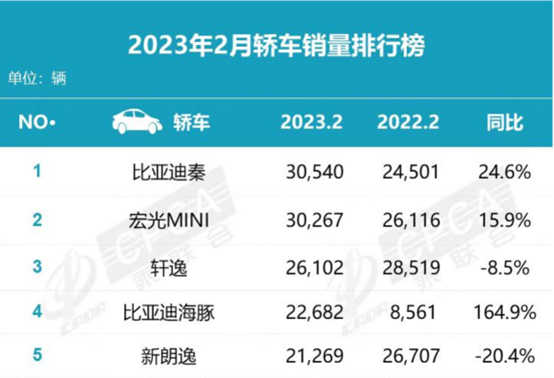 2023年2月轿车销量排行榜
单位：辆
NO• 轿车 2023.2 2022.2 同比
1 比亚迪秦 30,540 24,501 24.6%
2 宏光MINI 30,267 26,116 15.9%
3 轩逸 26,102 28,519 -8.5%
4 比亚迪海豚 22,682 8,561 164.9%
5 新朗逸 21,269 26,707 -20.4%
CPCA
乘联会
CPCA
乘联会